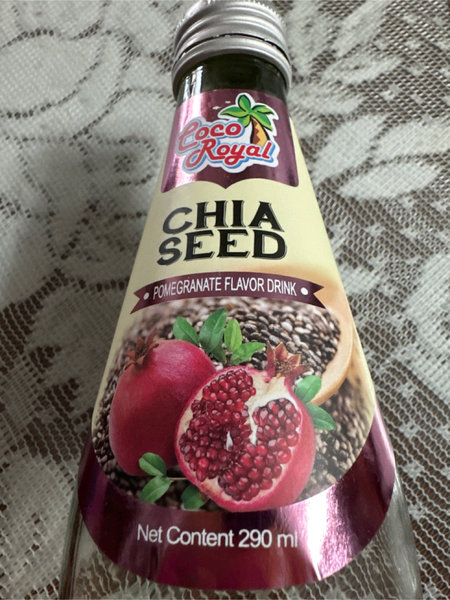 Coco
Royal
CHIA
SEED
• POMEGRANATE FLAVOR DRINK •
Net Content 290 ml